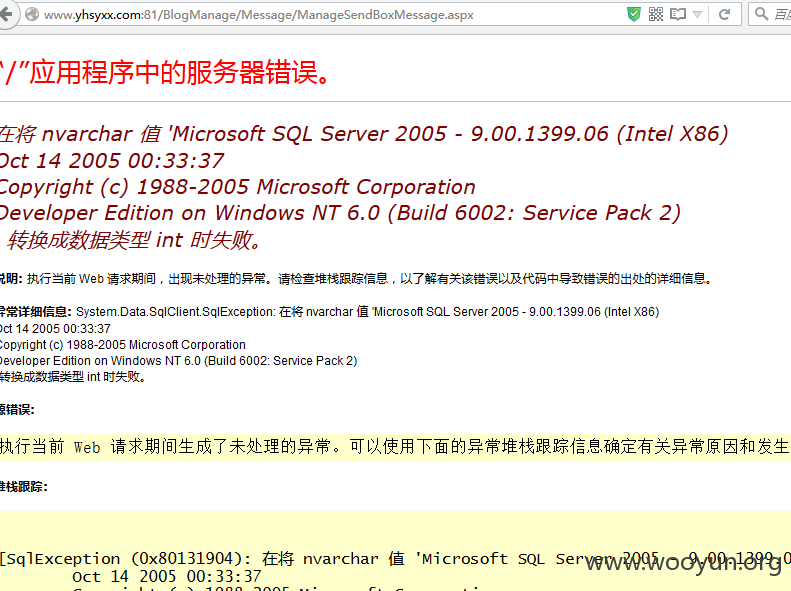 www.yhsyxx.com:81/BlogManage/Message/ManageSendBoxMessage.aspx
“/”应用程序中的服务器错误。
在将 nvarchar 值 'Microsoft SQL Server 2005 - 9.00.1399.06 (Intel X86)
Oct 14 2005 00:33:37
Copyright (c) 1988-2005 Microsoft Corporation
Developer Edition on Windows NT 6.0 (Build 6002: Service Pack 2)
转换成数据类型 int 时失败。
说明: 执行当前 Web 请求期间，出现未处理的异常。请检查堆栈跟踪信息，以了解有关该错误以及代码中导致错误的出处的详细信息。
异常详细信息: System.Data.SqlClient.SqlException: 在将 nvarchar 值 'Microsoft SQL Server 2005 - 9.00.1399.06 (Intel X86)
Oct 14 2005 00:33:37
Copyright (c) 1988-2005 Microsoft Corporation
Developer Edition on Windows NT 6.0 (Build 6002: Service Pack 2)
转换成数据类型 int 时失败。
源错误:
执行当前 Web 请求期间生成了未处理的异常。可以使用下面的异常堆栈跟踪信息确定有关异常原因和发生
堆栈跟踪:
[SqlException (0x80131904): 在将 nvarchar 值 'Microsoft SQL Server 2005 - 9.00.1399.0
Oct 14 2005 00:33:37
www.wooyun.org